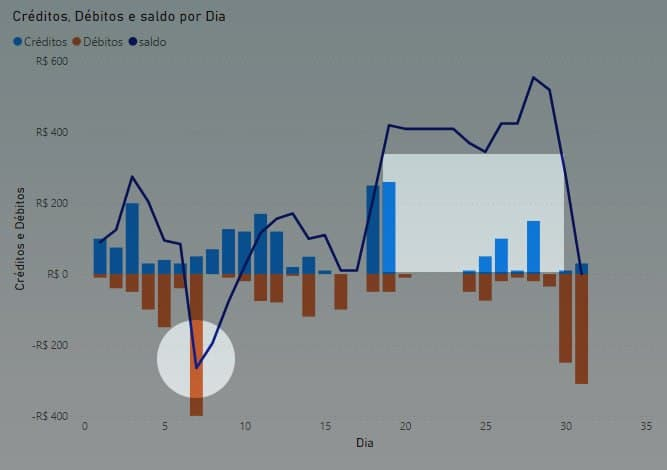 Créditos, Débitos e saldo por Dia
Créditos Débitos saldo
R$ 600
R$ 400
R$ 200
R$ 0
-R$ 200
-R$ 400
Créditos e Débitos
0 5 10 15 20 25 30 35
Dia